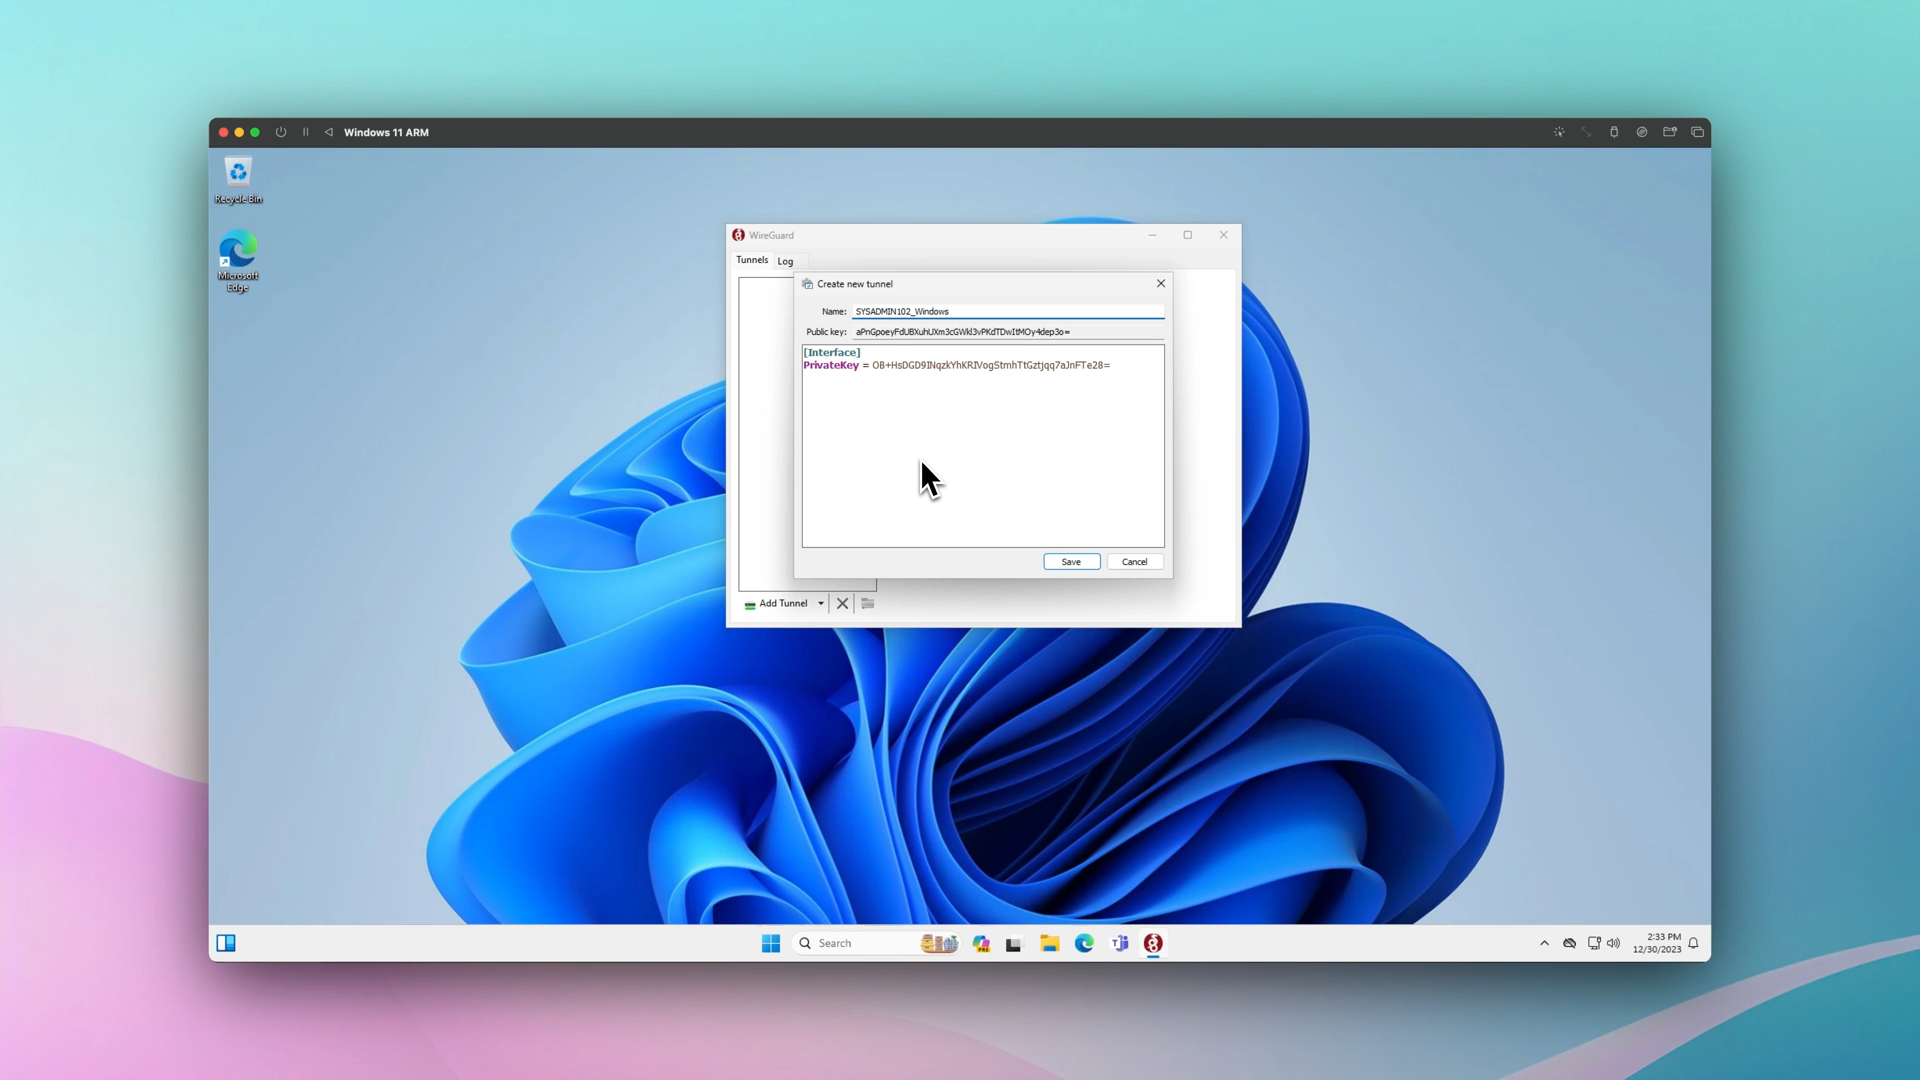 Windows 11 ARM
Recycle Bin
Microsoft
Edge
WireGuard
Tunnels
Log
Create new tunnel
Name: SYSADMIN102_Windows
Public key: aPnGpoeyFdUBXuhUXm3cGWkl3vPKdTDwItMOy4dep3o=
[Interface]
PrivateKey = OB+HsDGD9INqzkYhKRIVogStmhTtGztjqq7aJnFTe28=
Save
Cancel
Add Tunnel
Search
2:33 PM
12/30/2023